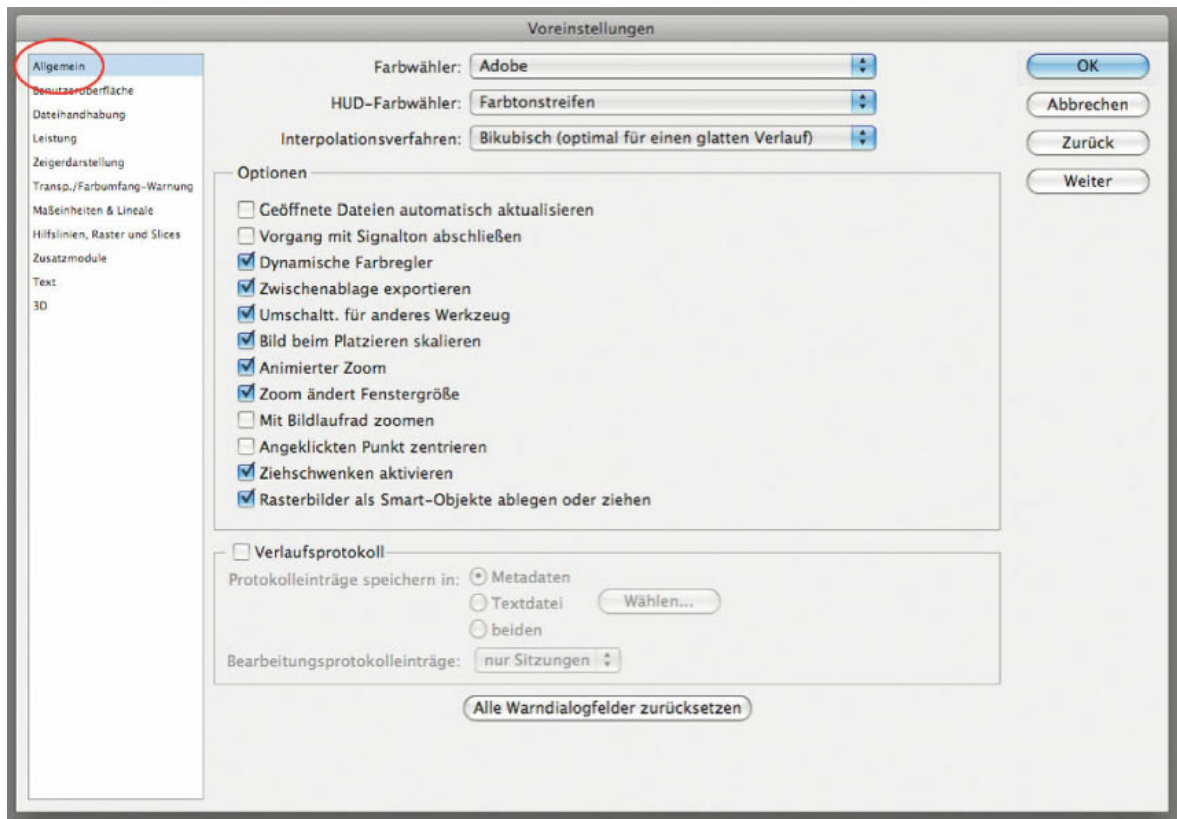 Voreinstellungen
Allgemein
Benutzeroberfläche
Dateihandhabung
Leistung
Zeigerdarstellung
Transp./Farbumfang-Warnung
Maßeinheiten & Lineale
Hilfslinien, Raster und Slices
Zusatzmodule
Text
3D
Farbwähler: Adobe
HUD-Farbwähler: Farbtonstreifen
Interpolationsverfahren: Bikubisch (optimal für einen glatten Verlauf)
Optionen
Geöffnete Dateien automatisch aktualisieren
Vorgang mit Signalton abschließen
Dynamische Farbregler
Zwischenablage exportieren
Umschaltt. für anderes Werkzeug
Bild beim Platzieren skalieren
Animierter Zoom
Zoom ändert Fenstergröße
Mit Bildlaufrad zoomen
Angeklickten Punkt zentrieren
Ziehschwenken aktivieren
Rasterbilder als Smart-Objekte ablegen oder ziehen
Verlaufsprotokoll
Protokolleinträge speichern in: Metadaten
Textdatei Wählen...
beiden
Bearbeitungsprotokolleinträge: nur Sitzungen
Alle Warndialogfelder zurücksetzen
OK
Abbrechen
Zurück
Weiter